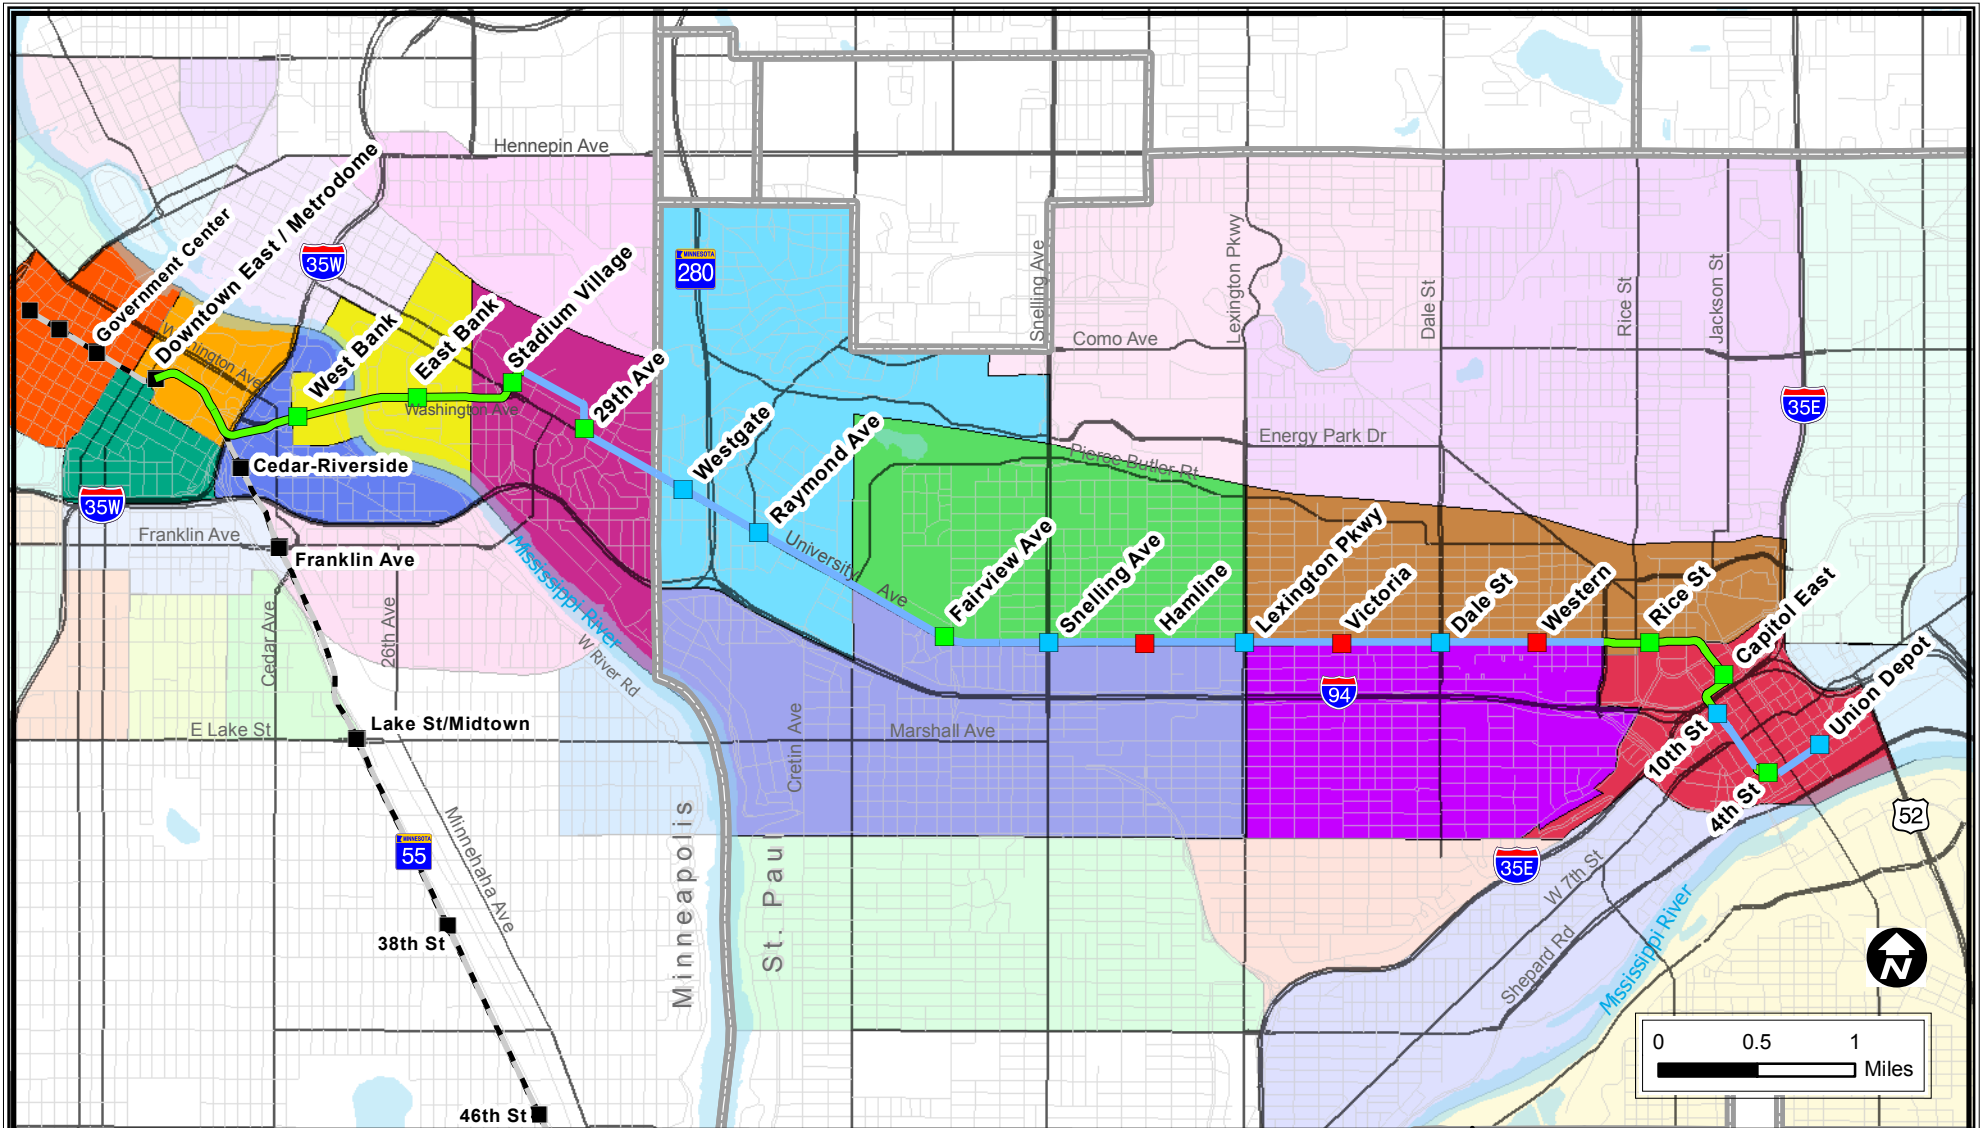 Hennepin Ave
Government Center
Downtown East / Metrodome
35W
MINNESOTA
280
Stadium Village
Snelling Ave
Lexington Pkwy
Dale St
Rice St
Jackson St
Como Ave
Washington Ave
West Bank
East Bank
Washington Ave
29th Ave
Westgate
Raymond Ave
35E
Energy Park Dr
Pierce Butler Rt
Cedar-Riverside
35W
Franklin Ave
Franklin Ave
Mississippi River
University Ave
Fairview Ave
Snelling Ave
Hamline
Lexington Pkwy
Victoria
Dale St
Western
Rice St
Capitol East
Cedar Ave
26th Ave
W River Rd
94
Union Depot
E Lake St
Lake St/Midtown
Cretin Ave
Marshall Ave
10th St
4th St
52
Minneapolis
St. Paul
Minnehaha Ave
MINNESOTA
55
35E
W 7th St
Shepard Rd
Mississippi River
38th St
N
46th St
0 0.5 1
Miles